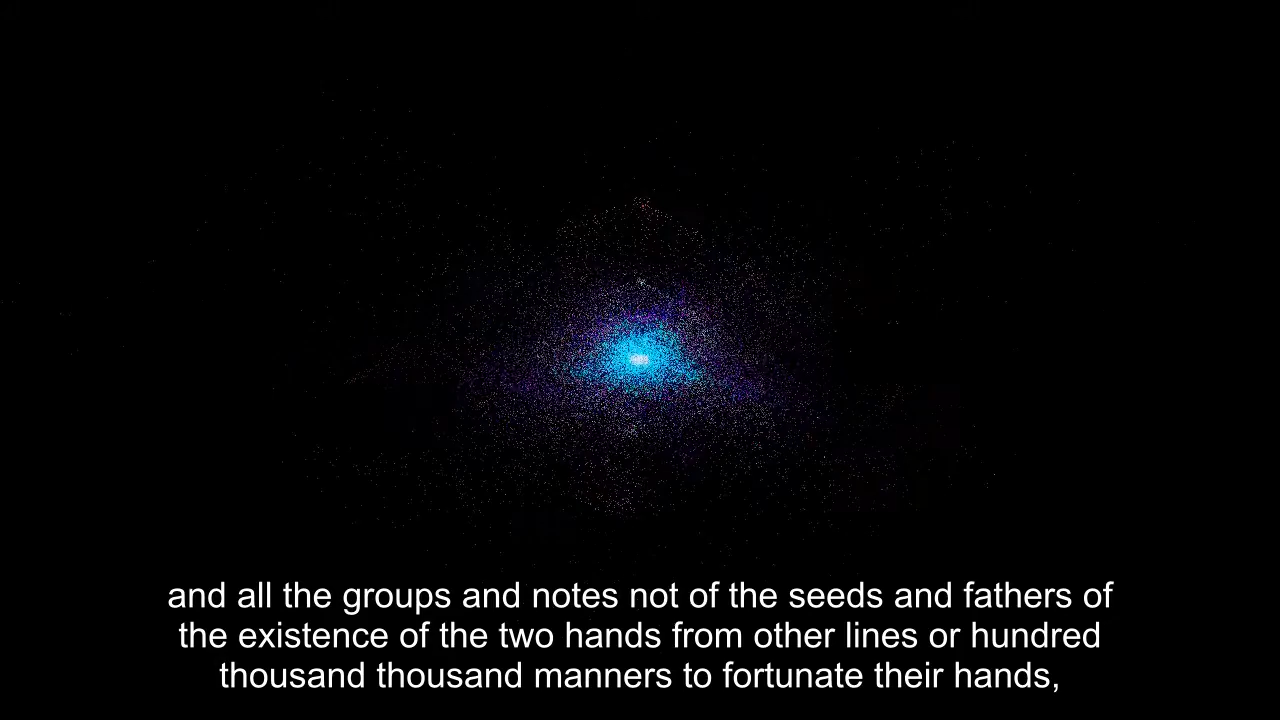 and all the groups and notes not of the seeds and fathers of
the existence of the two hands from other lines or hundred
thousand thousand manners to fortunate their hands,